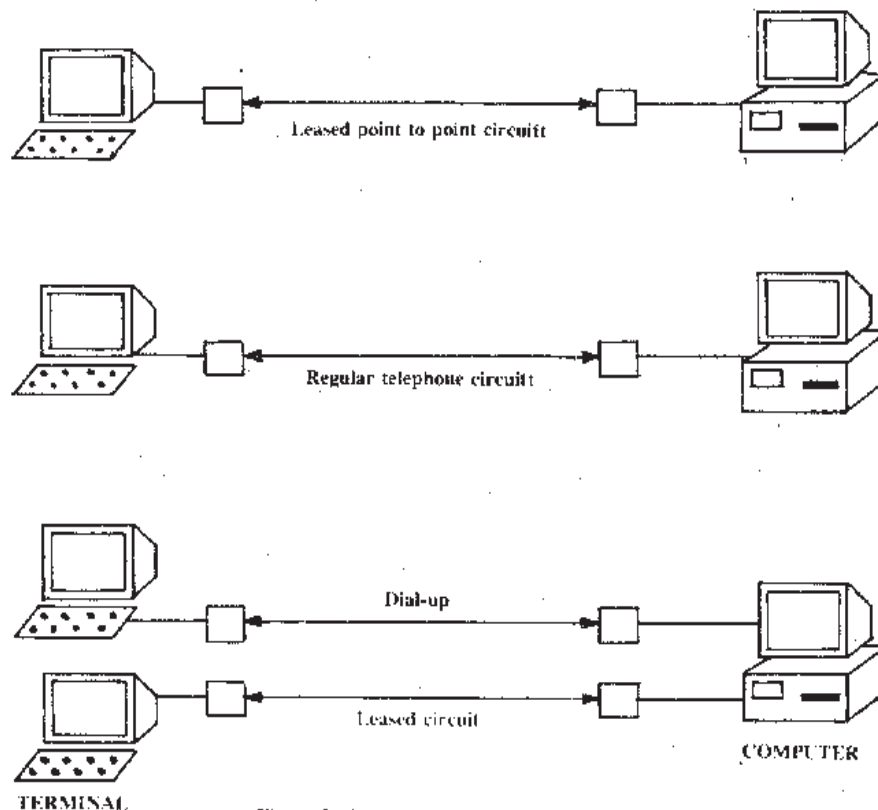 Leased point to point circuitt
Regular telephone circuitt
Dial-up
Leased circuit
COMPUTER
TERMINAL